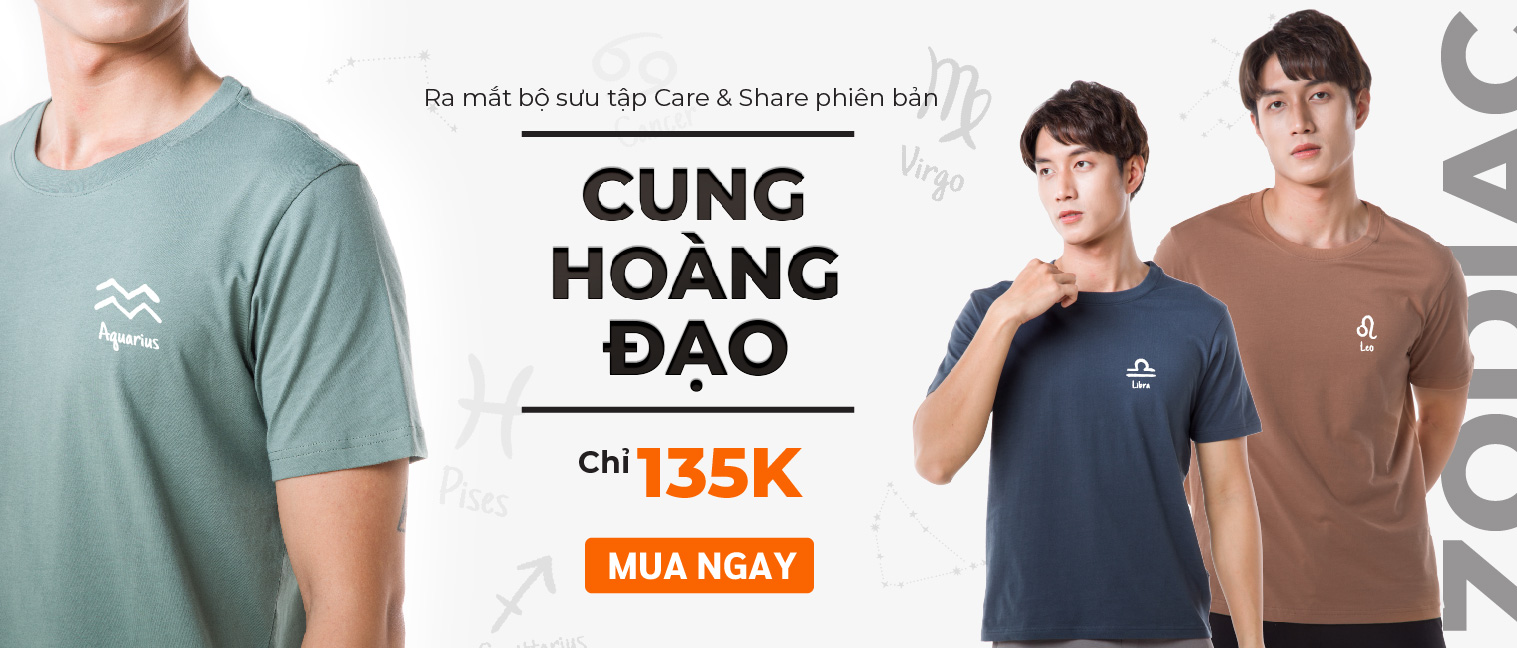 Ra mắt bộ sưu tập Care & Share phiên bản
CUNG
HOÀNG
ĐẠO
Chỉ 135K
MUA NGAY
Aquarius
Cancer
Virgo
Pises
Sagittarius
Libra
Leo
ZODIAC